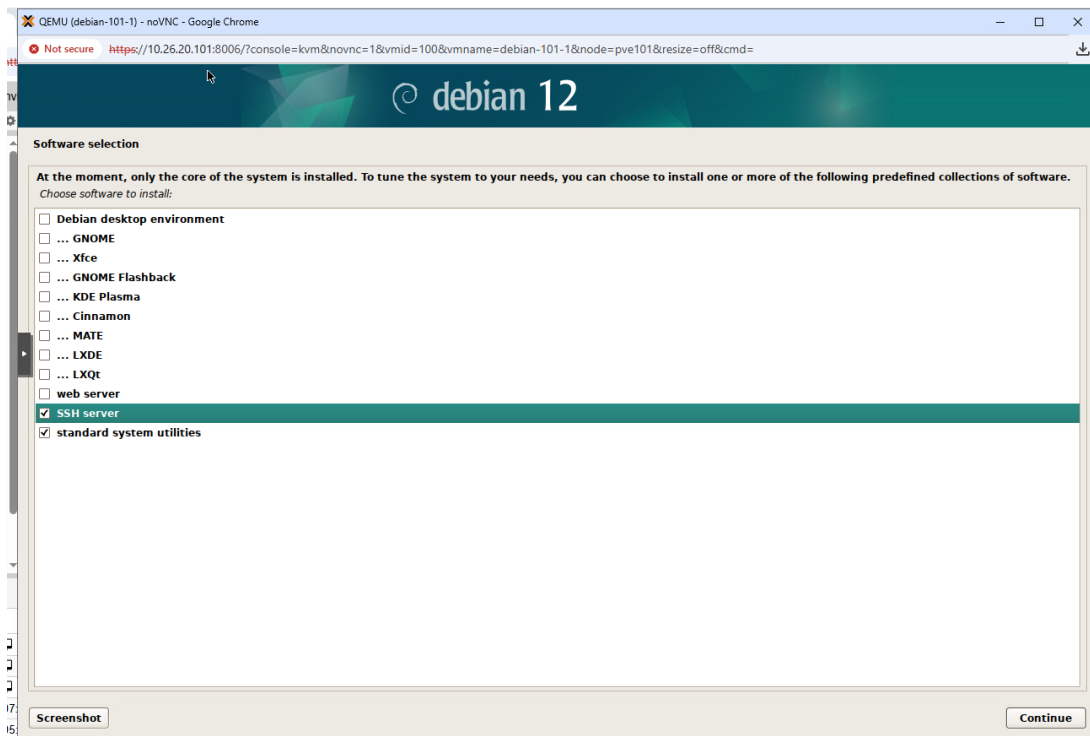 QEMU (debian-101-1) - noVNC - Google Chrome
Not secure https://10.26.20.101:8006/?console=kvm&novnc=1&vmid=100&vmname=debian-101-1&node=pve101&resize=off&cmd=
debian 12
Software selection
At the moment, only the core of the system is installed. To tune the system to your needs, you can choose to install one or more of the following predefined collections of software.
Choose software to install:
Debian desktop environment
... GNOME
... Xfce
... GNOME Flashback
... KDE Plasma
... Cinnamon
... MATE
... LXDE
... LXQt
web server
SSH server
standard system utilities
Screenshot
Continue